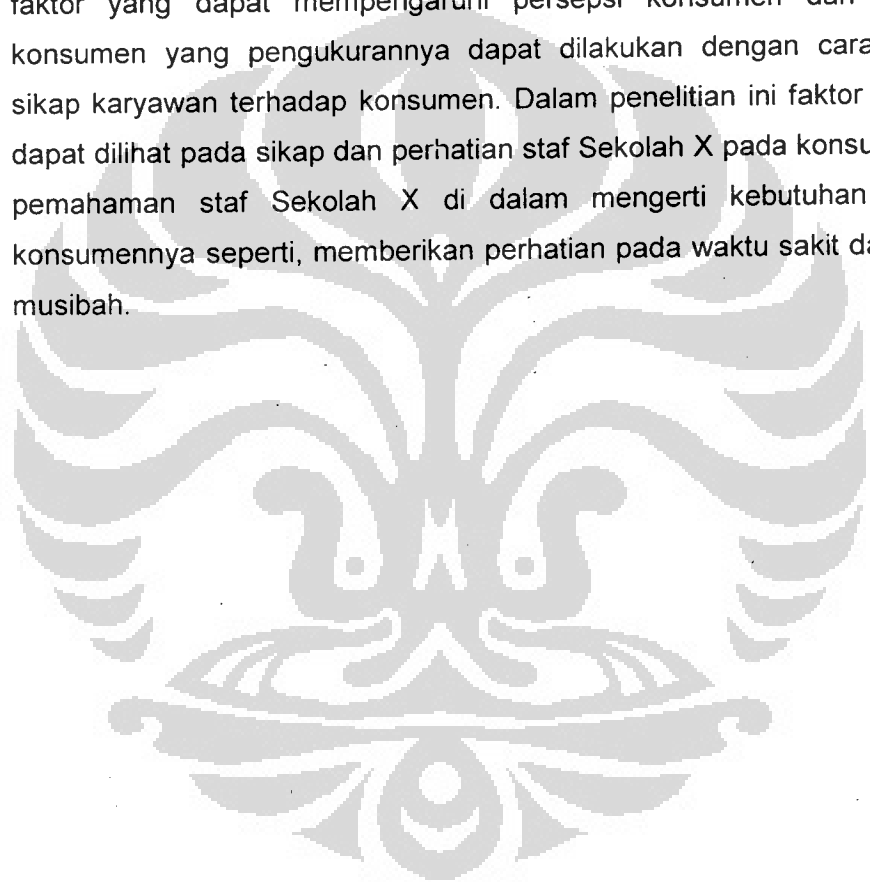 faktor yang dapat mempengaruhi persepsi konsumen dan
konsumen yang pengukurannya dapat dilakukan dengan cara
sikap karyawan terhadap konsumen. Dalam penelitian ini faktor
dapat dilihat pada sikap dan perhatian staf Sekolah X pada
pemahaman staf Sekolah X di dalam mengerti kebutuhan
konsumennya seperti, memberikan perhatian pada waktu sakit
musibah.